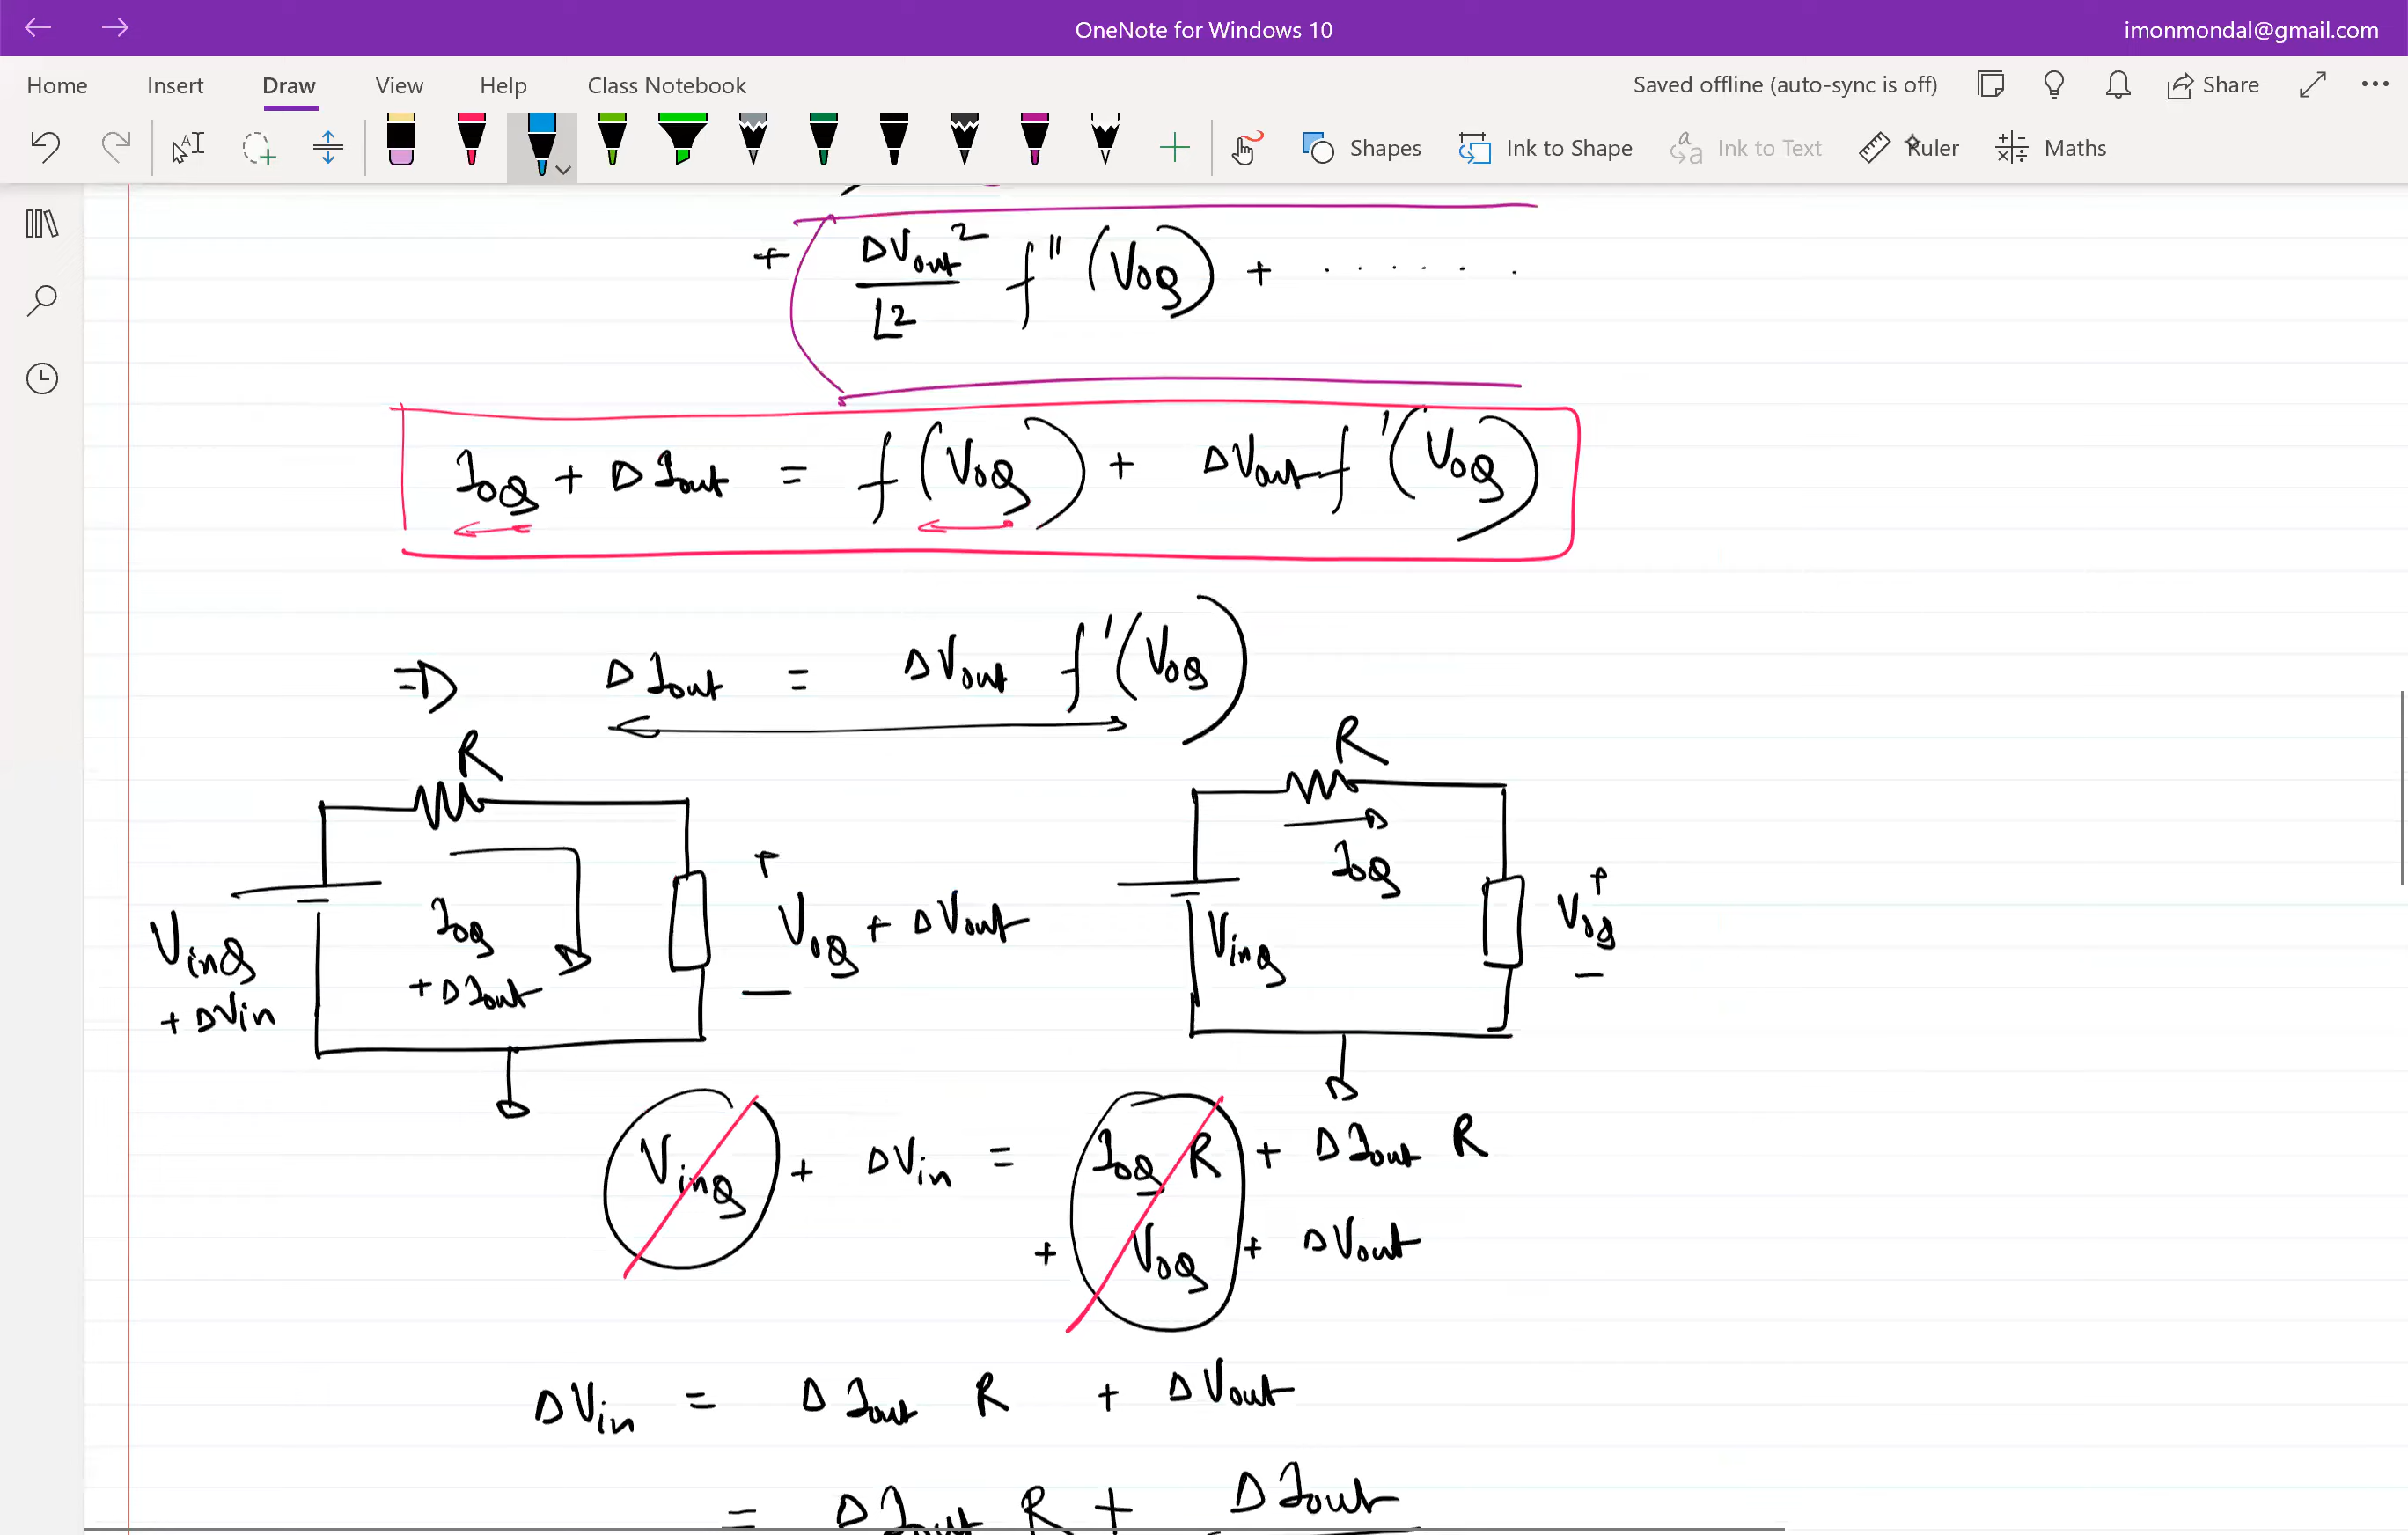 OneNote for Windows 10
imonmondal@gmail.com
Home Insert Draw View Help Class Notebook
Saved offline (auto-sync is off) Share
Shapes Ink to Shape Ink to Text Ruler Maths
+ ΔVout² / L2 f''(VOQ) + . . . . . .
IOQ + ΔIout = f(VOQ) + ΔVout f'(VOQ)
⇒ ΔIout = ΔVout f'(VOQ)
R
VinQ + ΔVin
IOQ + ΔIout
+ VOQ + ΔVout −
R
IOQ
VinQ
+ VOQ −
VinQ + ΔVin = IOQ R + ΔIout R
+ VOQ + ΔVout
ΔVin = ΔIout R + ΔVout
= ΔIout R + ΔIout